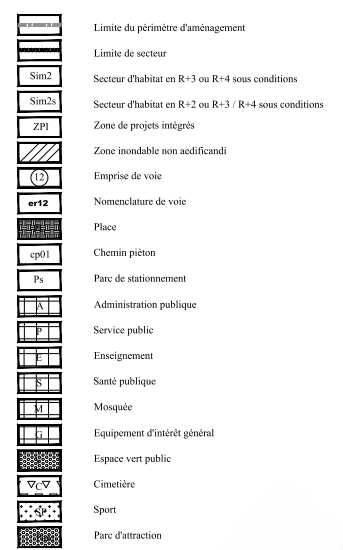 Limite du périmètre d'aménagement
Limite de secteur
Sim2 Secteur d'habitat en R+3 ou R+4 sous conditions
Sim2s Secteur d'habitat en R+2 ou R+3 / R+4 sous conditions
ZPI Zone de projets intégrés
Zone inondable non aedificandi
12 Emprise de voie
er12 Nomenclature de voie
Place
cp01 Chemin pièton
Ps Parc de stationnement
A Administration publique
P Service public
E Enseignement
S Santé publique
M Mosquée
G Equipement d'intérêt général
Espace vert public
C Cimetière
SP Sport
Parc d'attraction